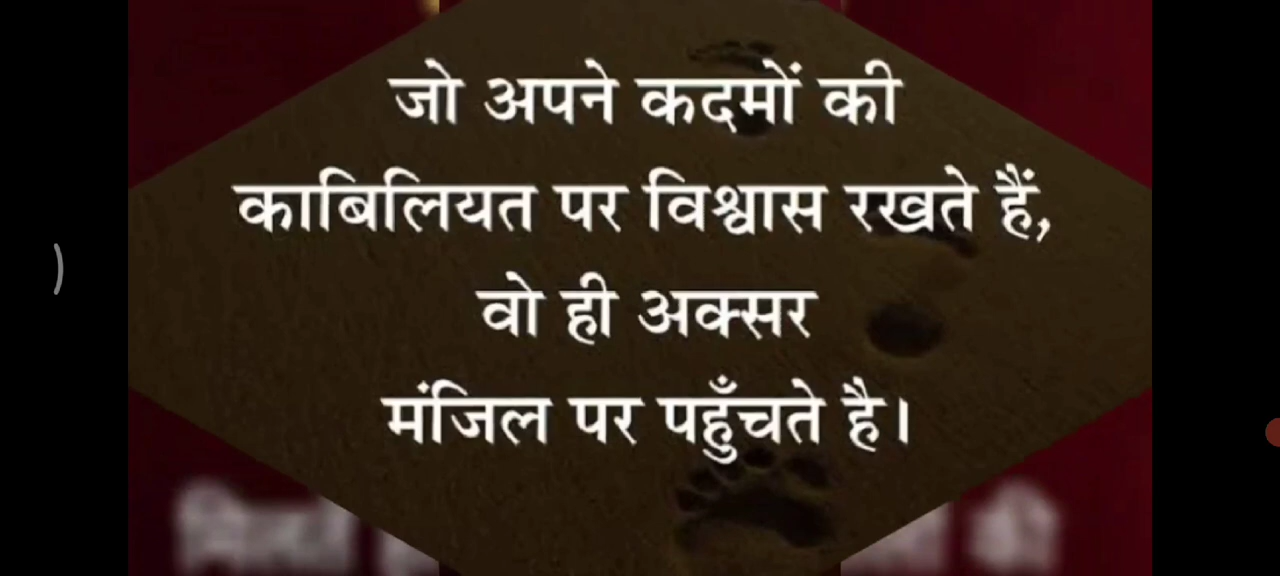 जो अपने कदमों की
काबिलियत पर विश्वास रखते हैं,
वो ही अक्सर
मंजिल पर पहुँचते है।
की